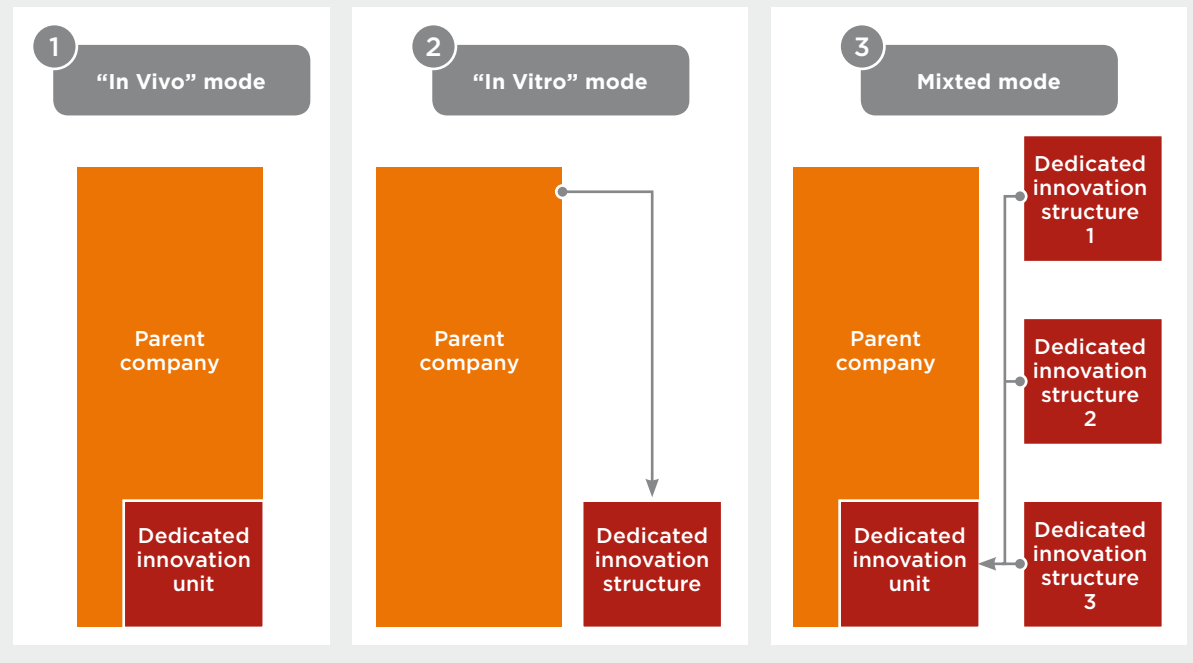 1
“In Vivo” mode
Parent
company
Dedicated
innovation
unit
2
“In Vitro” mode
Parent
company
Dedicated
innovation
structure
3
Mixted mode
Parent
company
Dedicated
innovation
unit
Dedicated
innovation
structure
1
Dedicated
innovation
structure
2
Dedicated
innovation
structure
3